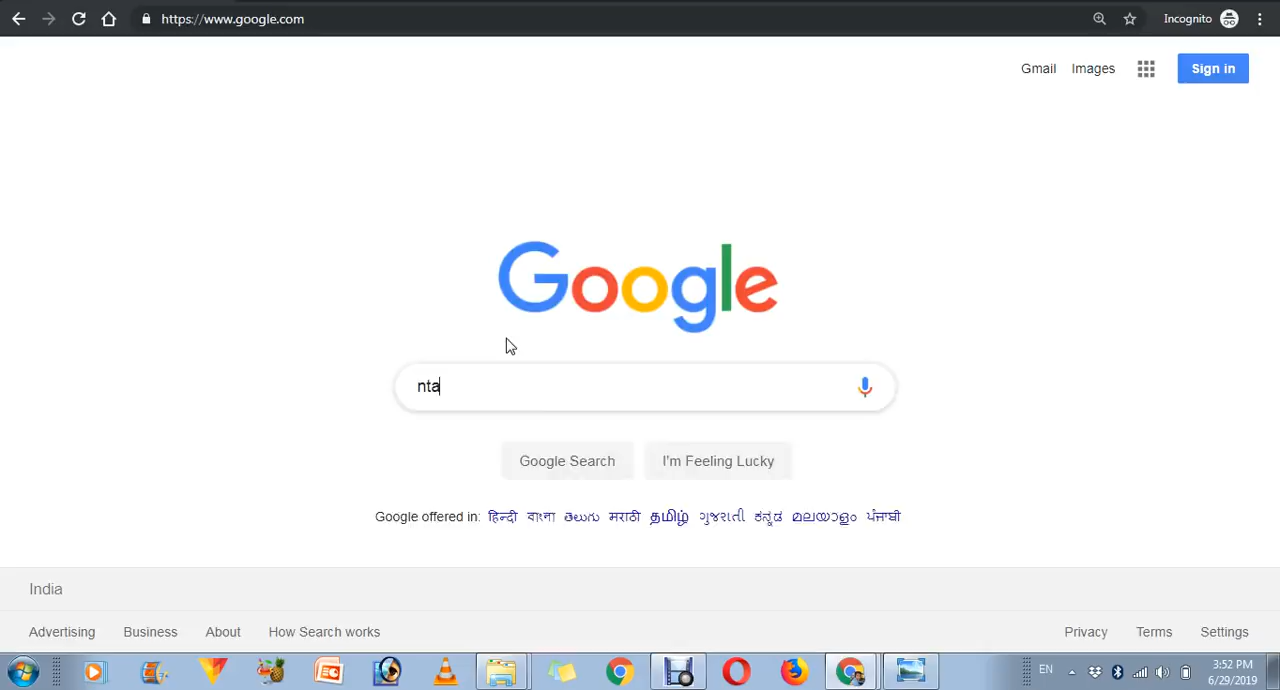 https://www.google.com
Incognito
Gmail Images
Sign in
Google
nta
Google Search I'm Feeling Lucky
Google offered in: हिन्दी বাংলা తెలుగు मराठी தமிழ் ગુજરાતી ಕನ್ನಡ മലയാളം ਪੰਜਾਬੀ
India
Advertising Business About How Search works Privacy Terms Settings
EN
3:52 PM
6/29/2019